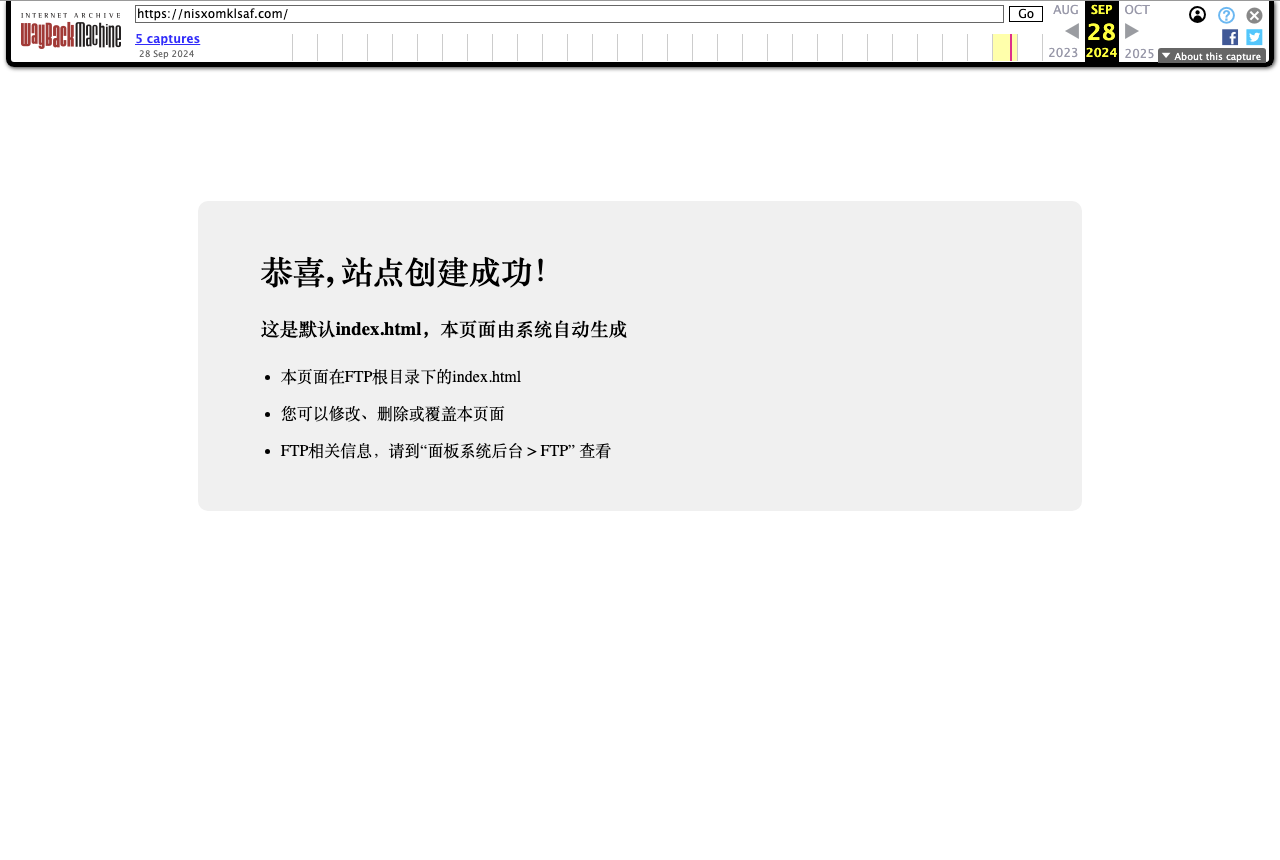 INTERNET ARCHIVE
WayBackMachine
https://nisxomklsaf.com/
Go
5 captures
28 Sep 2024
AUG
SEP
OCT
28
2023
2024
2025
About this capture
恭喜，站点创建成功！
这是默认index.html，本页面由系统自动生成
本页面在FTP根目录下的index.html
您可以修改、删除或覆盖本页面
FTP相关信息，请到“面板系统后台 > FTP” 查看